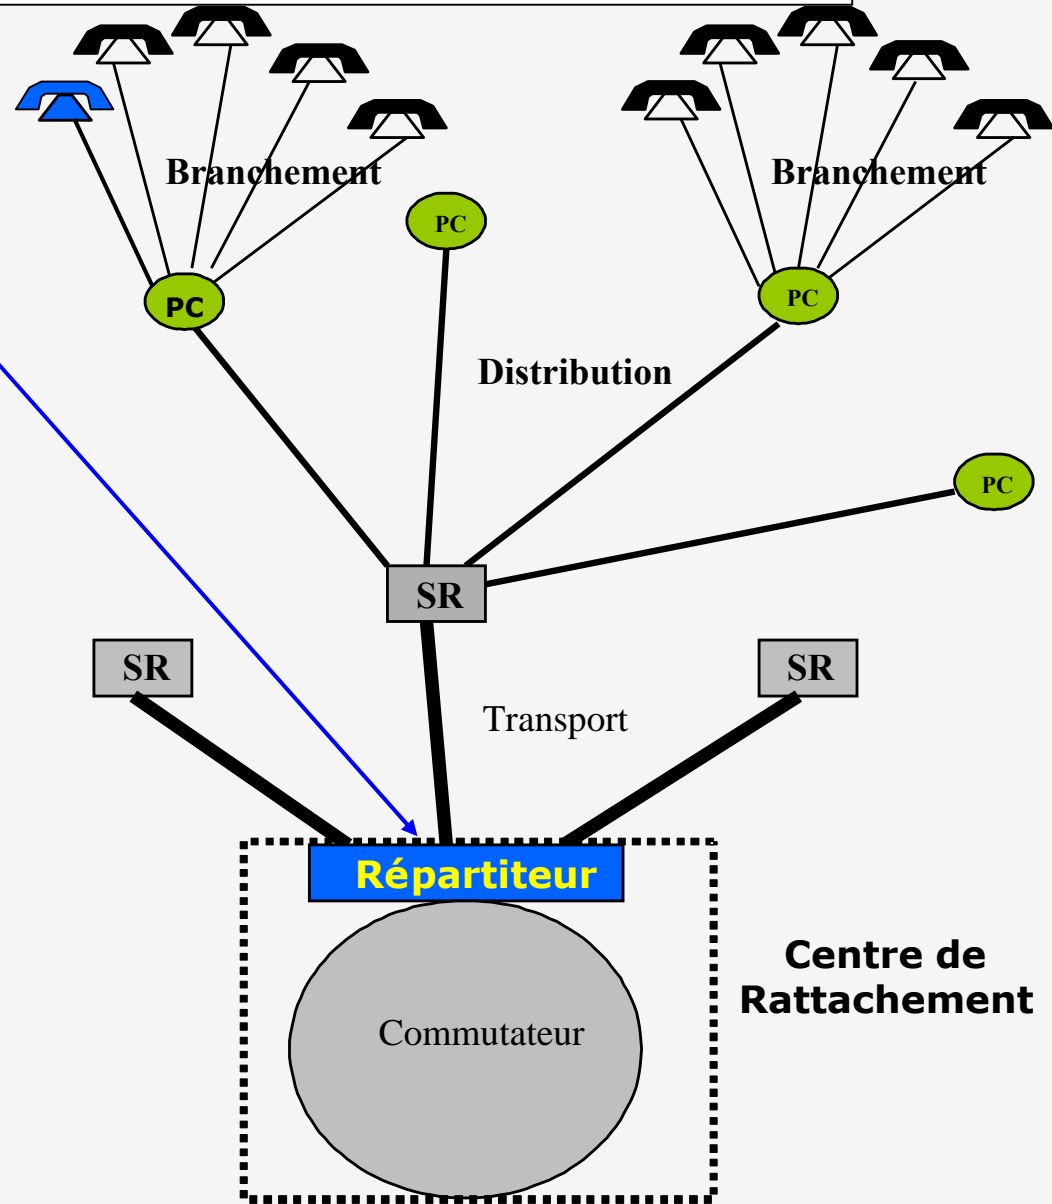 Branchement
Branchement
PC
PC
PC
Distribution
PC
SR
SR
SR
Transport
Répartiteur
Centre de
Rattachement
Commutateur